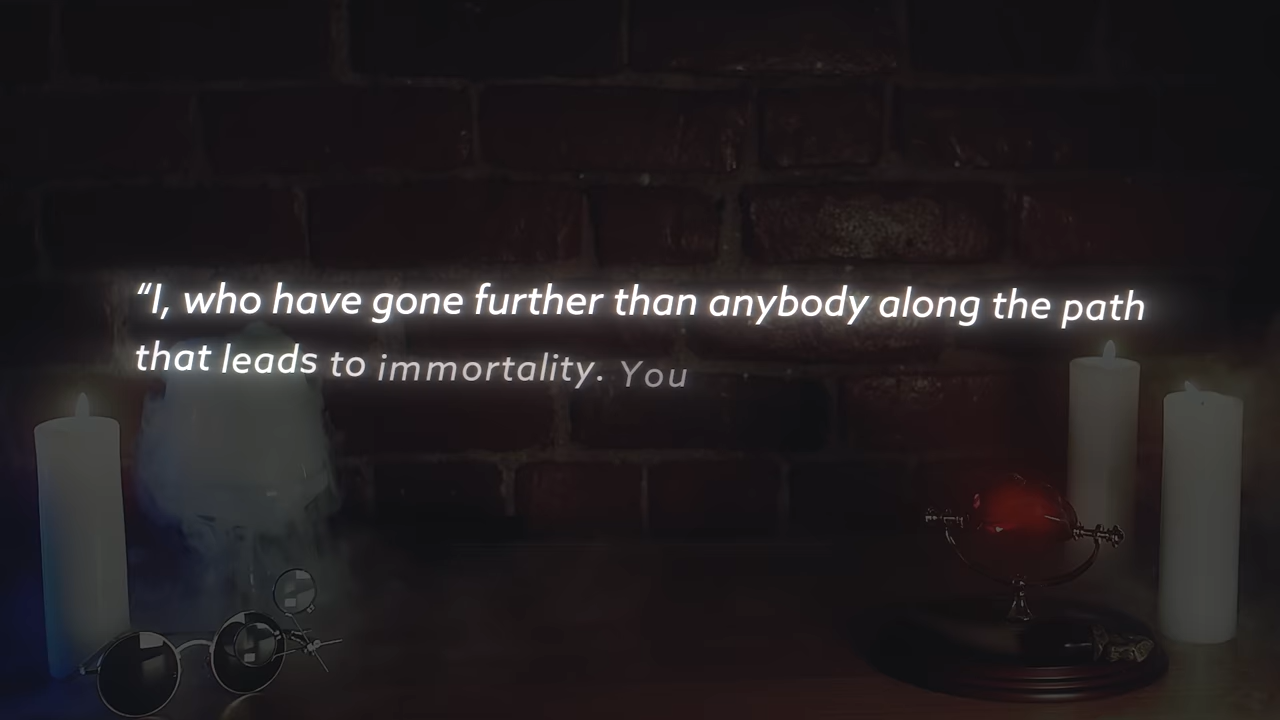 “I, who have gone further than anybody along the path
that leads to immortality. You